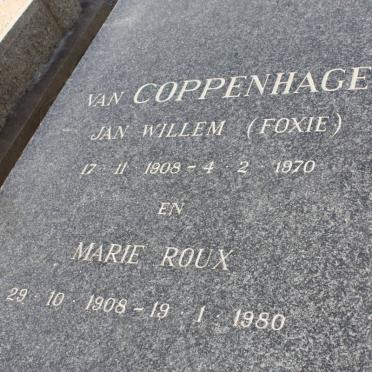 VAN COPPENHAGE
JAN WILLEM (FOXIE)
17·11 1908 – 4·2·1970
EN
MARIE ROUX
29·10·1908 – 19·1·1980